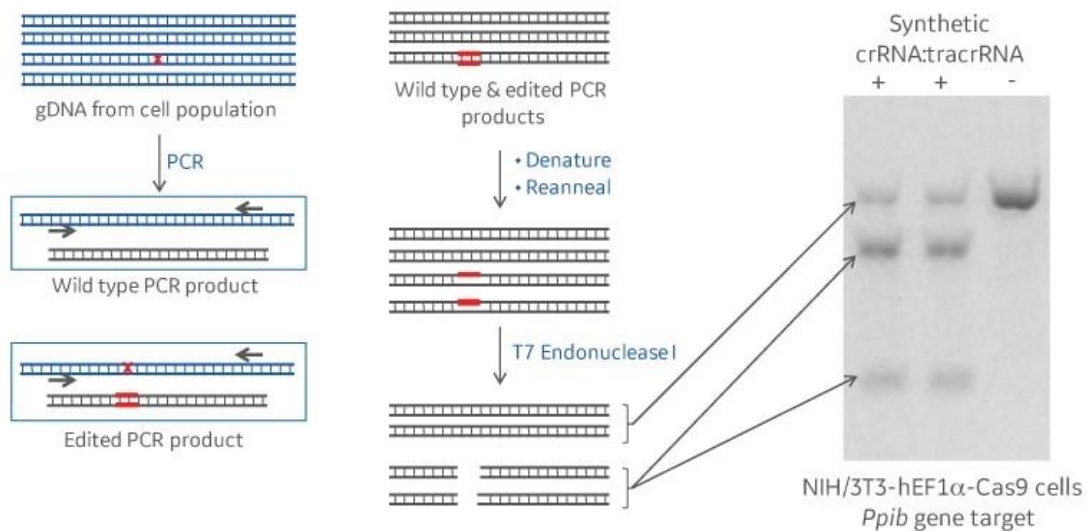 gDNA from cell population
PCR
Wild type PCR product
Edited PCR product
Wild type & edited PCR
products
• Denature
• Reanneal
T7 Endonuclease I
Synthetic
crRNA:tracrRNA
+ + -
NIH/3T3-hEF1α-Cas9 cells
Ppib gene target